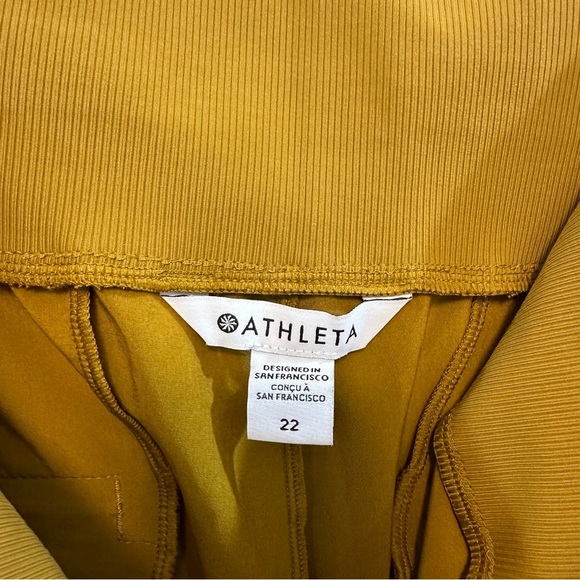 ATHLETA
DESIGNED IN
SAN FRANCISCO
CONÇU À
SAN FRANCISCO
22